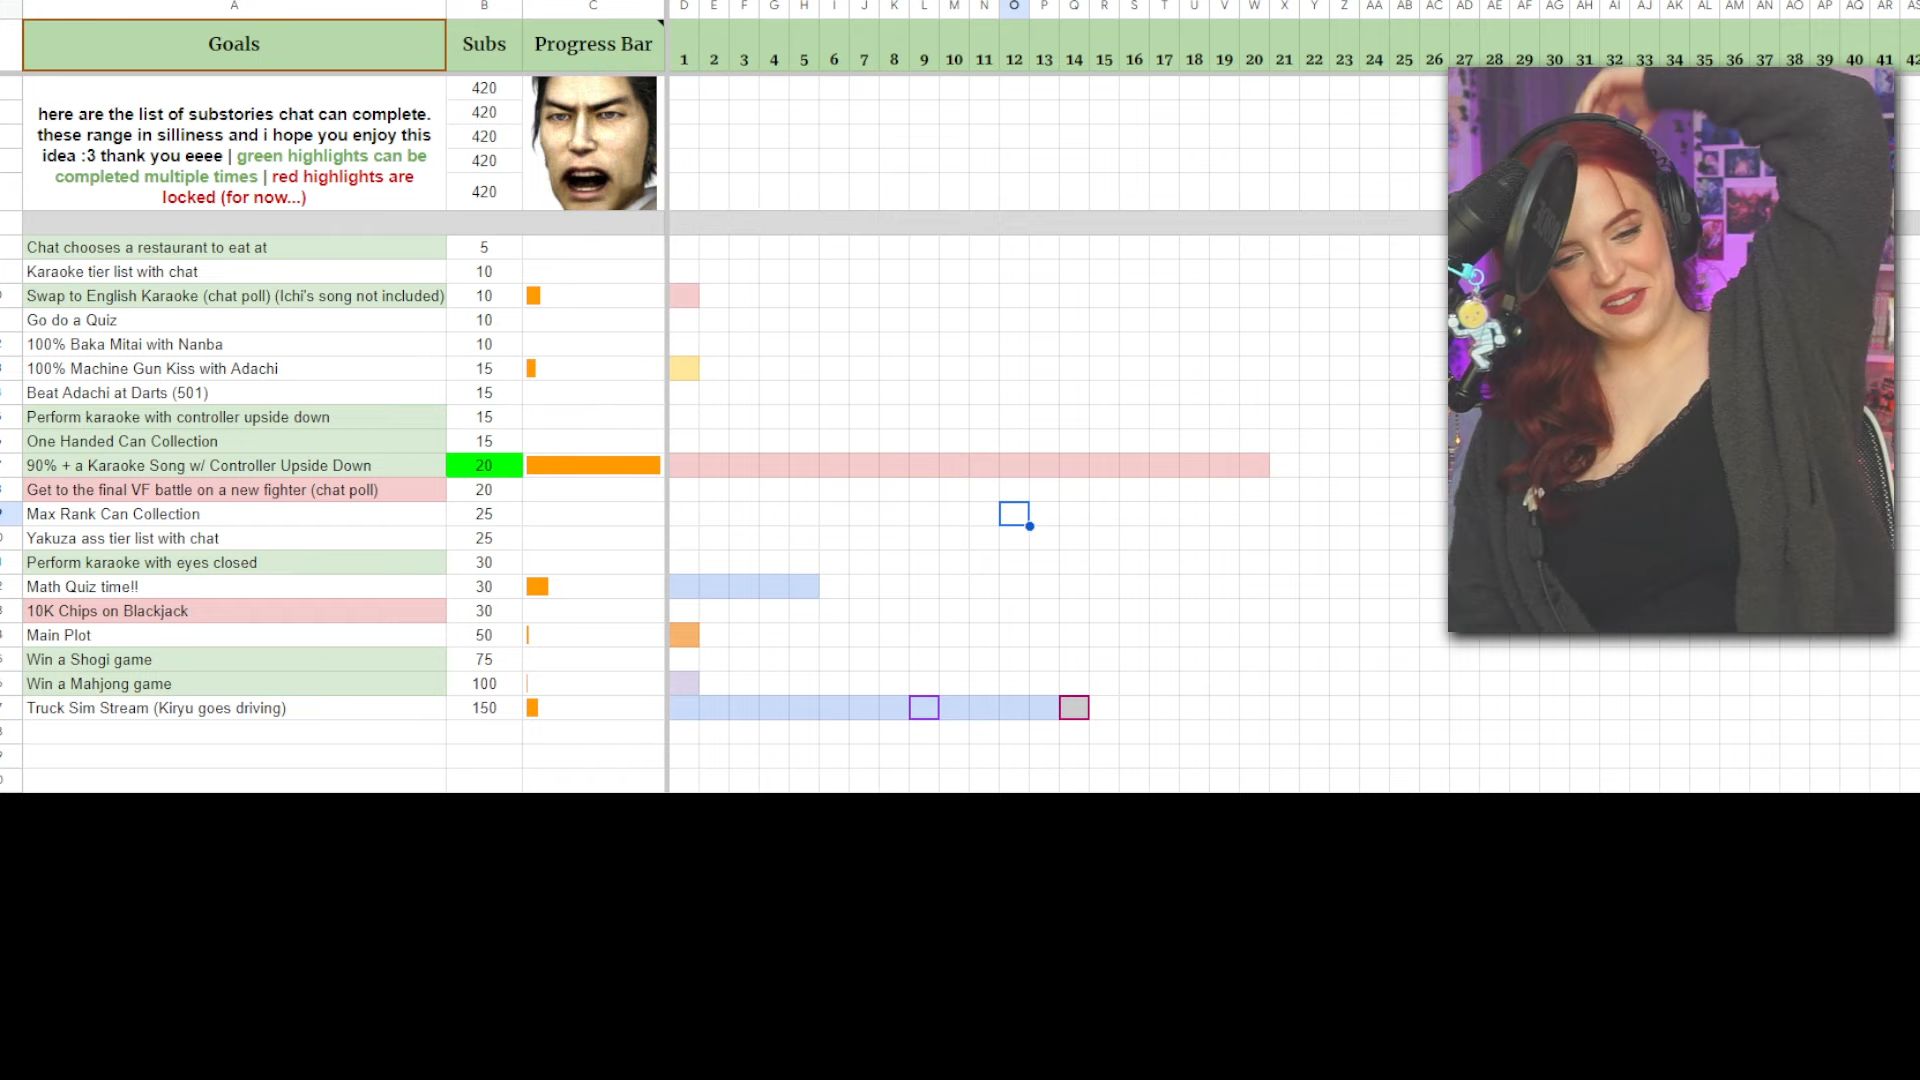 A B C D E F G H I J K L M N O P Q R S T U V W X Y Z AA AB AC AD AE AF AG AH AI AJ AK AL AM AN AO AP AQ AR
Goals Subs Progress Bar 1 2 3 4 5 6 7 8 9 10 11 12 13 14 15 16 17 18 19 20 21 22 23 24 25 26 27 28 29 30 31 32 33 34 35 36 37 38 39 40 41 42
420
here are the list of substories chat can complete. 420
these range in silliness and i hope you enjoy this 420
idea :3 thank you eeee | green highlights can be 420
completed multiple times | red highlights are 420
locked (for now...)
Chat chooses a restaurant to eat at 5
Karaoke tier list with chat 10
Swap to English Karaoke (chat poll) (Ichi's song not included) 10
Go do a Quiz 10
100% Baka Mitai with Nanba 10
100% Machine Gun Kiss with Adachi 15
Beat Adachi at Darts (501) 15
Perform karaoke with controller upside down 15
One Handed Can Collection 15
90% + a Karaoke Song w/ Controller Upside Down 20
Get to the final VF battle on a new fighter (chat poll) 20
Max Rank Can Collection 25
Yakuza ass tier list with chat 25
Perform karaoke with eyes closed 30
Math Quiz time!! 30
10K Chips on Blackjack 30
Main Plot 50
Win a Shogi game 75
Win a Mahjong game 100
Truck Sim Stream (Kiryu goes driving) 150